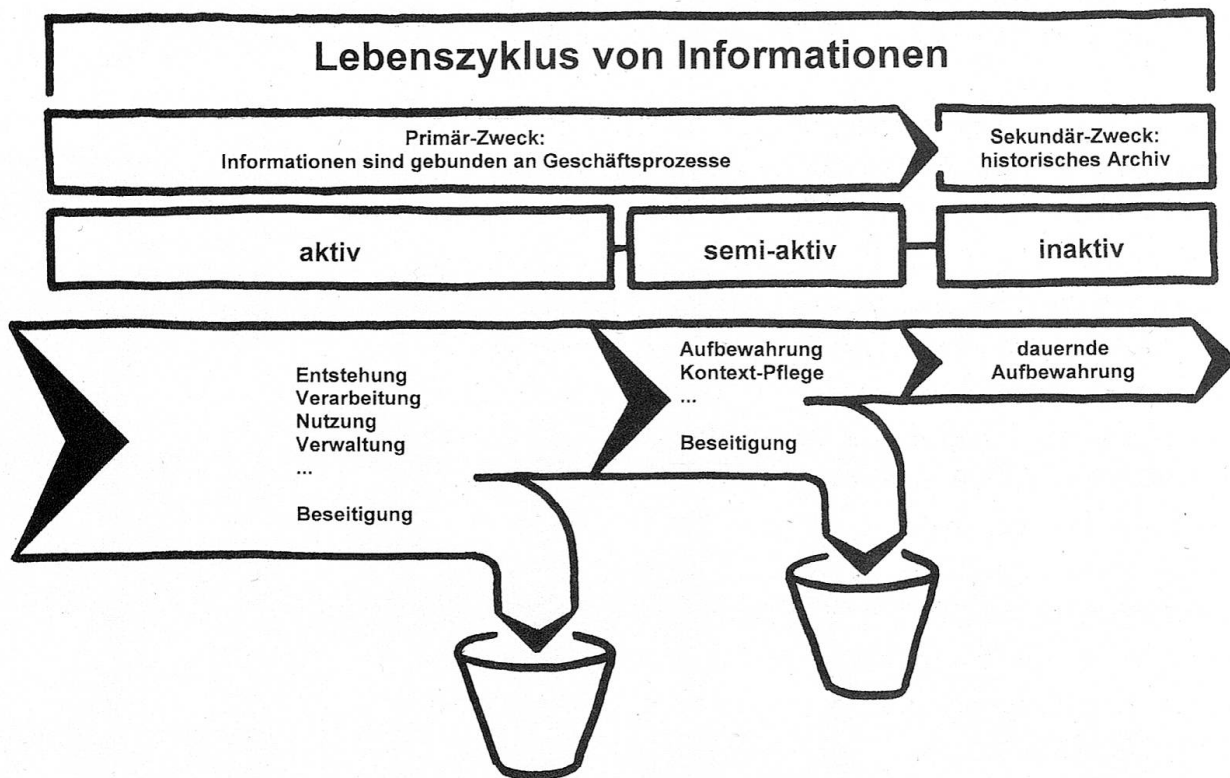 Lebenszyklus von Informationen
Primär-Zweck:
Informationen sind gebunden an Geschäftsprozesse
Sekundär-Zweck:
historisches Archiv
aktiv
semi-aktiv
inaktiv
Entstehung
Verarbeitung
Nutzung
Verwaltung
...
Beseitigung
Aufbewahrung
Kontext-Pflege
...
Beseitigung
dauernde
Aufbewahrung